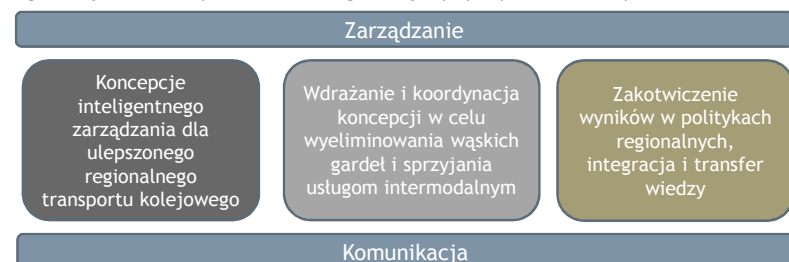 Zarządzanie
Koncepcje
inteligentnego
zarządzania dla
ulepszonego
regionalnego
transportu kolejowego
Wdrażanie i koordynacja
koncepcji w celu
wyeliminowania wąskich
gardeł i sprzyjania
usługom intermodalnym
Zakotwiczenie
wyników w politykach
regionalnych,
integracja i transfer
wiedzy
Komunikacja